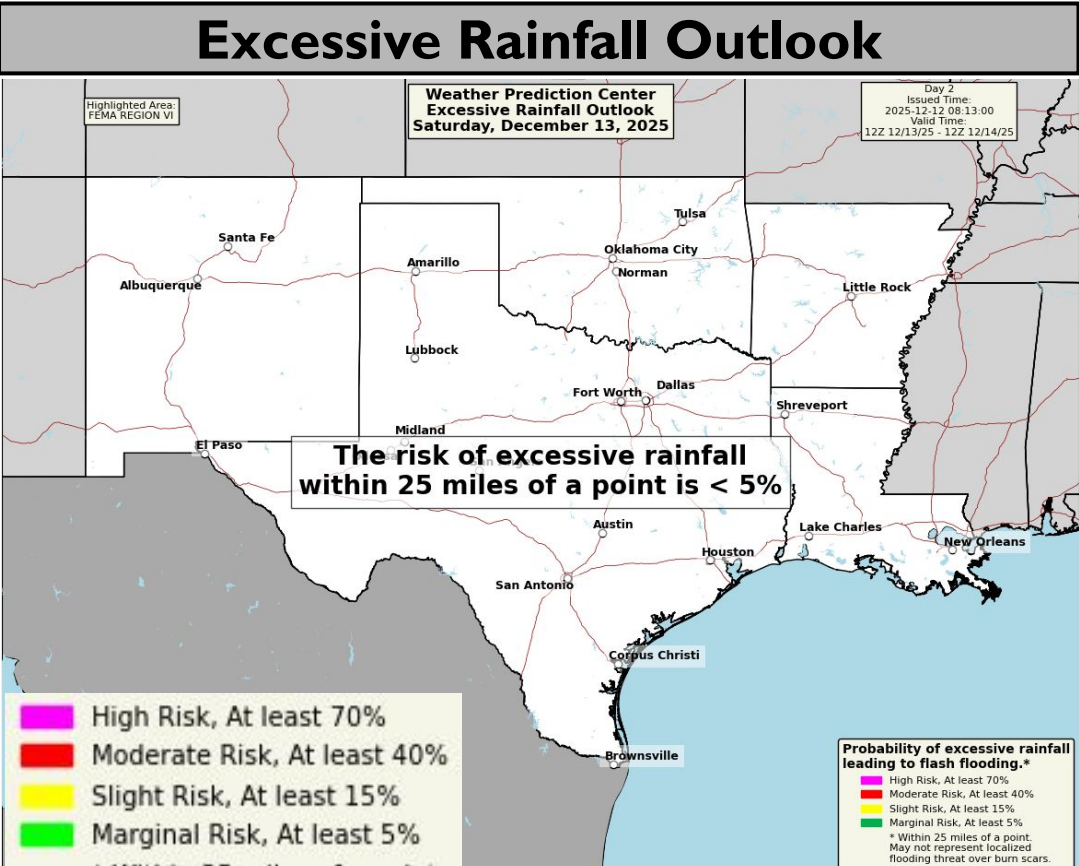 Excessive Rainfall Outlook
Highlighted Area:
FEMA REGION VI
Weather Prediction Center
Excessive Rainfall Outlook
Saturday, December 13, 2025
Day 2
Issued Time:
2025-12-12 08:13:00
Valid Time:
12Z 12/13/25 - 12Z 12/14/25
Tulsa
Santa Fe
Oklahoma City
Amarillo
Norman
Albuquerque
Little Rock
Lubbock
Dallas
Fort Worth
Shreveport
Midland
El Paso
The risk of excessive rainfall
within 25 miles of a point is < 5%
Austin
Lake Charles
New Orleans
Houston
San Antonio
Corpus Christi
Brownsville
High Risk, At least 70%
Moderate Risk, At least 40%
Slight Risk, At least 15%
Marginal Risk, At least 5%
Probability of excessive rainfall
leading to flash flooding.*
High Risk, At least 70%
Moderate Risk, At least 40%
Slight Risk, At least 15%
Marginal Risk, At least 5%
* Within 25 miles of a point.
May not represent localized
flooding threat over burn scars.